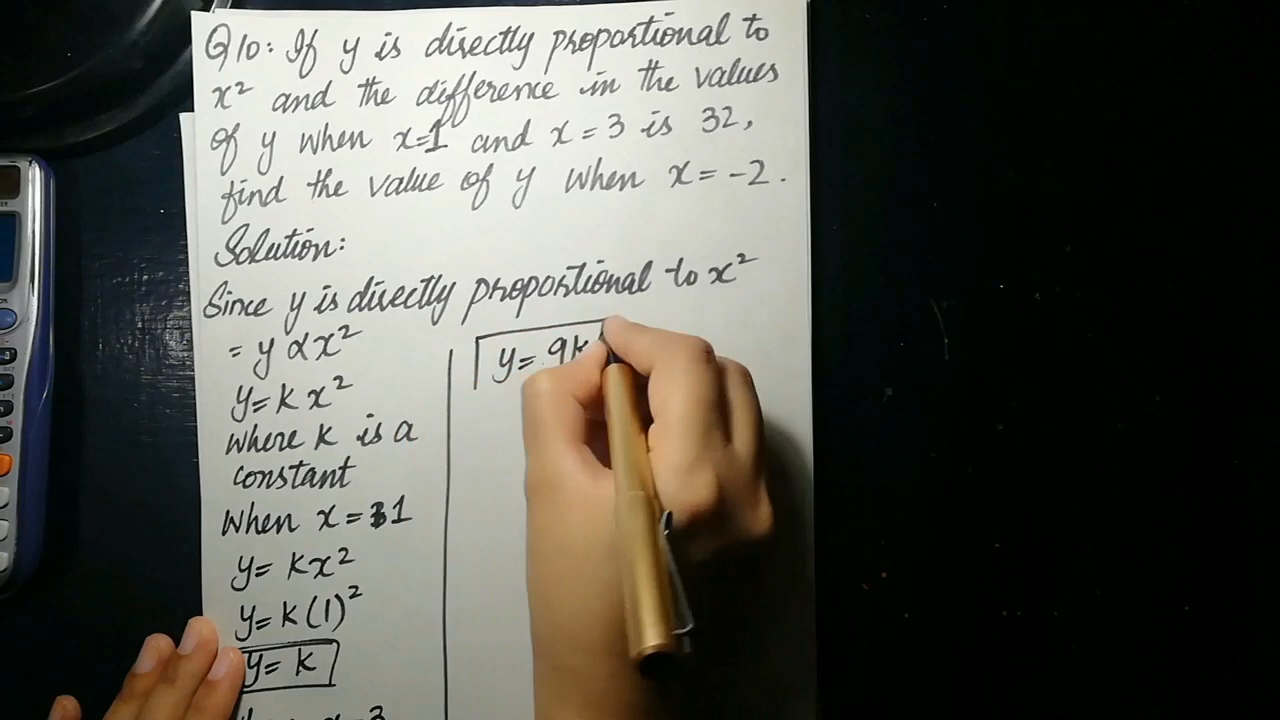 Q10: If y is directly proportional to
x² and the difference in the values
of y when x=1 and x = 3 is 32,
find the value of y when x = -2.
Solution:
Since y is directly proportional to x²
= y ∝ x²
y = k x²
where k is a
constant
when x = 1
y = kx²
y = k(1)²
y = k
x = 3
y = 9k